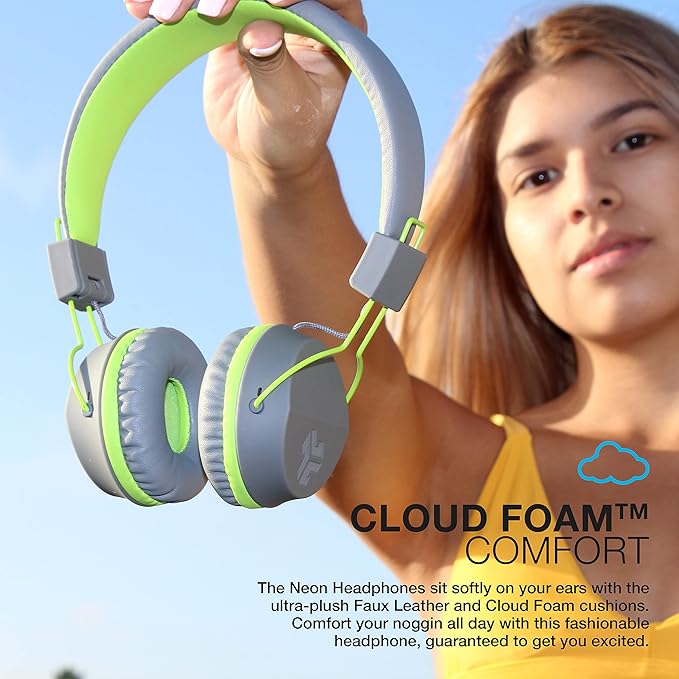 CLOUD FOAM™
COMFORT
The Neon Headphones sit softly on your ears with the
ultra-plush Faux Leather and Cloud Foam cushions.
Comfort your noggin all day with this fashionable
headphone, guaranteed to get you excited.